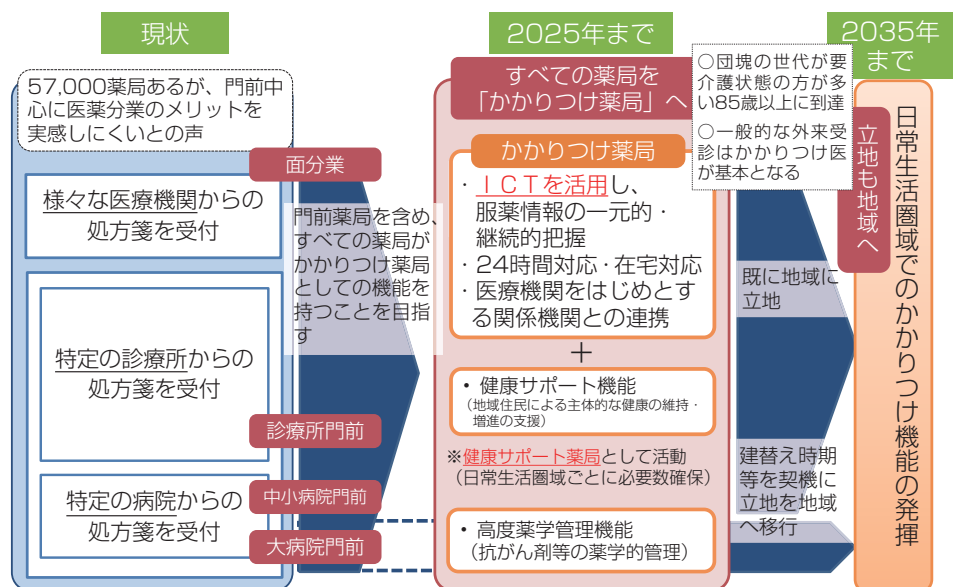 現状
57,000薬局あるが、門前中
心に医薬分業のメリットを
実感しにくいとの声
面分業
様々な医療機関からの
処方箋を受付
特定の診療所からの
処方箋を受付
診療所門前
特定の病院からの
処方箋を受付
中小病院門前
大病院門前
門前薬局を含め、
すべての薬局が
かかりつけ薬局
としての機能を
持つことを目指
す
2025年まで
すべての薬局を
「かかりつけ薬局」へ
かかりつけ薬局
・ＩＣＴを活用し、
服薬情報の一元的・
継続的把握
・24時間対応・在宅対応
・医療機関をはじめとす
る関係機関との連携
＋
・健康サポート機能
（地域住民による主体的な健康の維持・
増進の支援）
※健康サポート薬局として活動
（日常生活圏域ごとに必要数確保）
・高度薬学管理機能
（抗がん剤等の薬学的管理）
○団塊の世代が要
介護状態の方が多
い85歳以上に到達
○一般的な外来受
診はかかりつけ医
が基本となる
既に地域に
立地
建替え時期
等を契機に
立地を地域
へ移行
2035年
まで
立地も地域へ
日常生活圏域でのかかりつけ機能の発揮